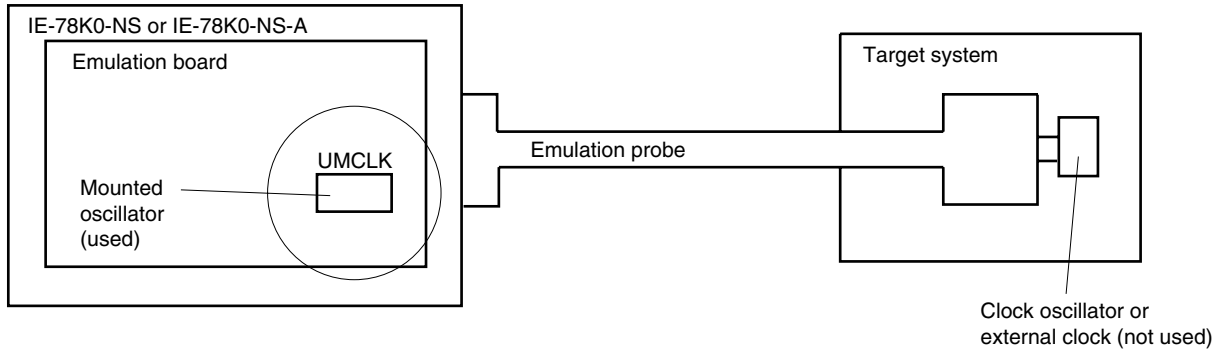 IE-78K0-NS or IE-78K0-NS-A
Emulation board
UMCLK
Mounted
oscillator
(used)
Emulation probe
Target system
Clock oscillator or
external clock (not used)